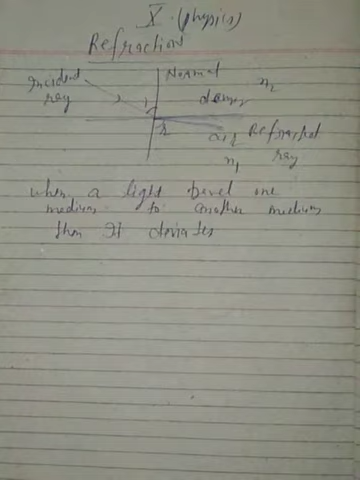 X (physics)
Refraction
Incident ray
Normal
n2
i
r
Refracted ray
n1
when a light travel one
medium to another medium
then It deviates